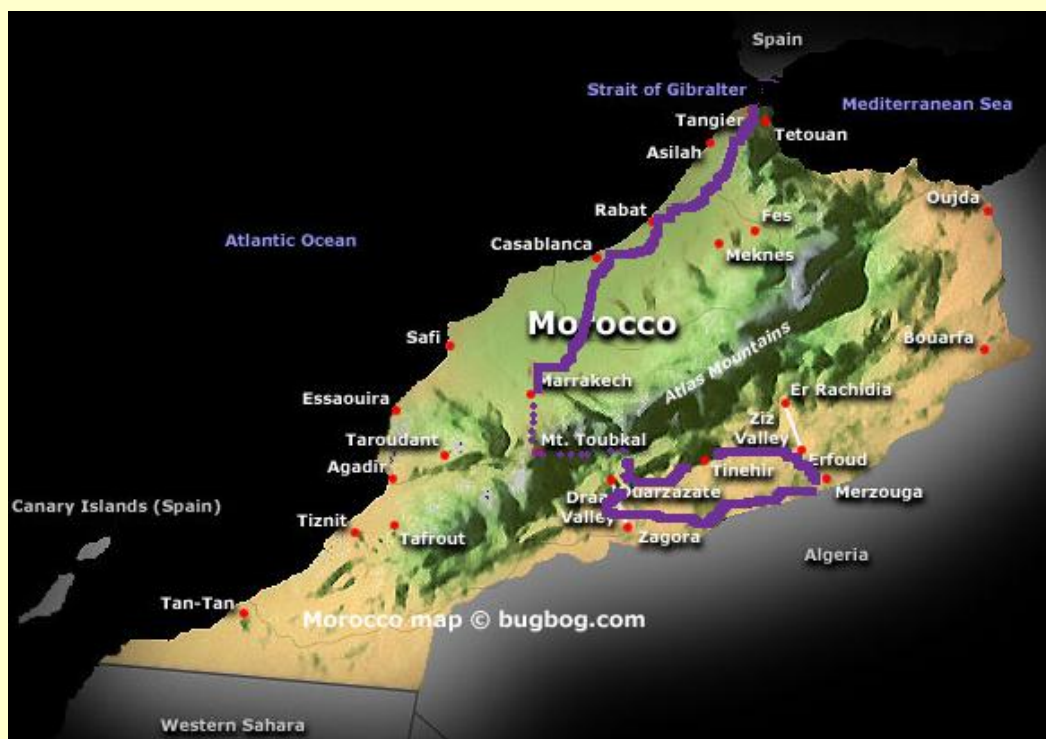 Spain
Strait of Gibralter
Mediterranean Sea
Tangier
Tetouan
Asilah
Rabat
Fes
Oujda
Atlantic Ocean
Casablanca
Meknes
Morocco
Safi
Bouarfa
Atlas Mountains
Marrakech
Er Rachidia
Essaouira
Ziz
Valley
Taroudant
Mt. Toubkal
Erfoud
Agadir
Tinehir
Merzouga
Ouarzazate
Draa
Valley
Canary Islands (Spain)
Tiznit
Tafrout
Zagora
Algeria
Tan-Tan
Morocco map © bugbog.com
Western Sahara